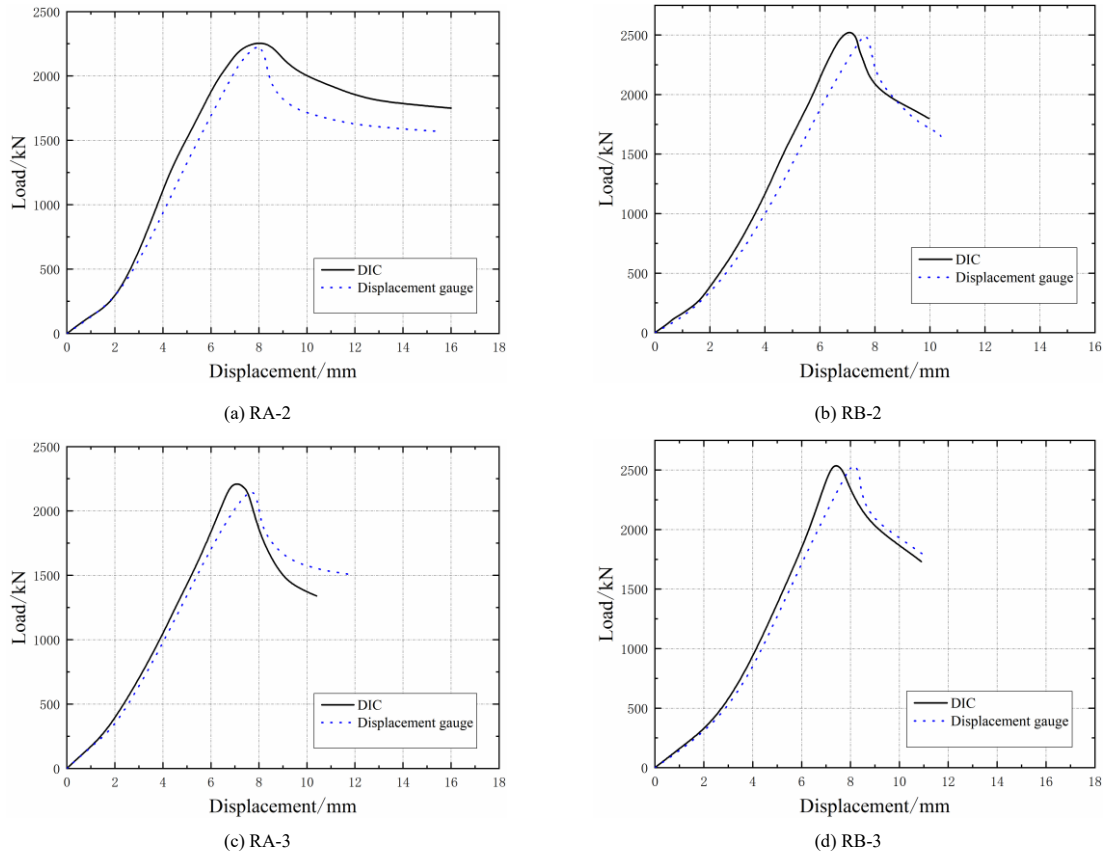 2500
2000
1500
1000
500
0
Load/kN
DIC
Displacement gauge
0 2 4 6 8 10 12 14 16 18
Displacement/mm
(a) RA-2
2500
2000
1500
1000
500
0
Load/kN
DIC
Displacement gauge
0 2 4 6 8 10 12 14 16
Displacement/mm
(b) RB-2
2500
2000
1500
1000
500
0
Load/kN
DIC
Displacement gauge
0 2 4 6 8 10 12 14 16 18
Displacement/mm
(c) RA-3
2500
2000
1500
1000
500
0
Load/kN
DIC
Displacement gauge
0 2 4 6 8 10 12 14 16 18
Displacement/mm
(d) RB-3